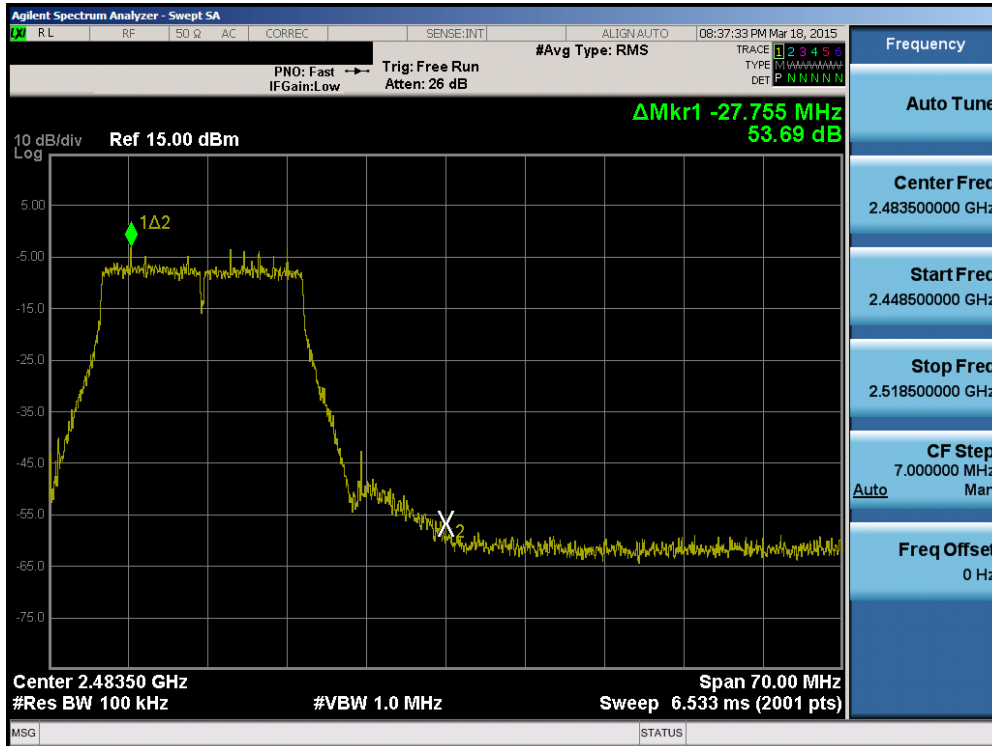 Agilent Spectrum Analyzer - Swept SA
LXI RL RF 50 Ω AC CORREC SENSE:INT ALIGN AUTO 08:37:33 PM Mar 18, 2015
#Avg Type: RMS TRACE 1 2 3 4 5 6
PNO: Fast Trig: Free Run TYPE M
IFGain:Low Atten: 26 dB DET P N N N N N
ΔMkr1 -27.755 MHz
53.69 dB
10 dB/div Ref 15.00 dBm
Log
5.00
-5.00
-15.0
-25.0
-35.0
-45.0
-55.0
-65.0
-75.0
1Δ2
X2
Center 2.48350 GHz Span 70.00 MHz
#Res BW 100 kHz #VBW 1.0 MHz Sweep 6.533 ms (2001 pts)
MSG STATUS
Frequency
Auto Tune
Center Freq
2.483500000 GHz
Start Freq
2.448500000 GHz
Stop Freq
2.518500000 GHz
CF Step
7.000000 MHz
Auto Man
Freq Offset
0 Hz